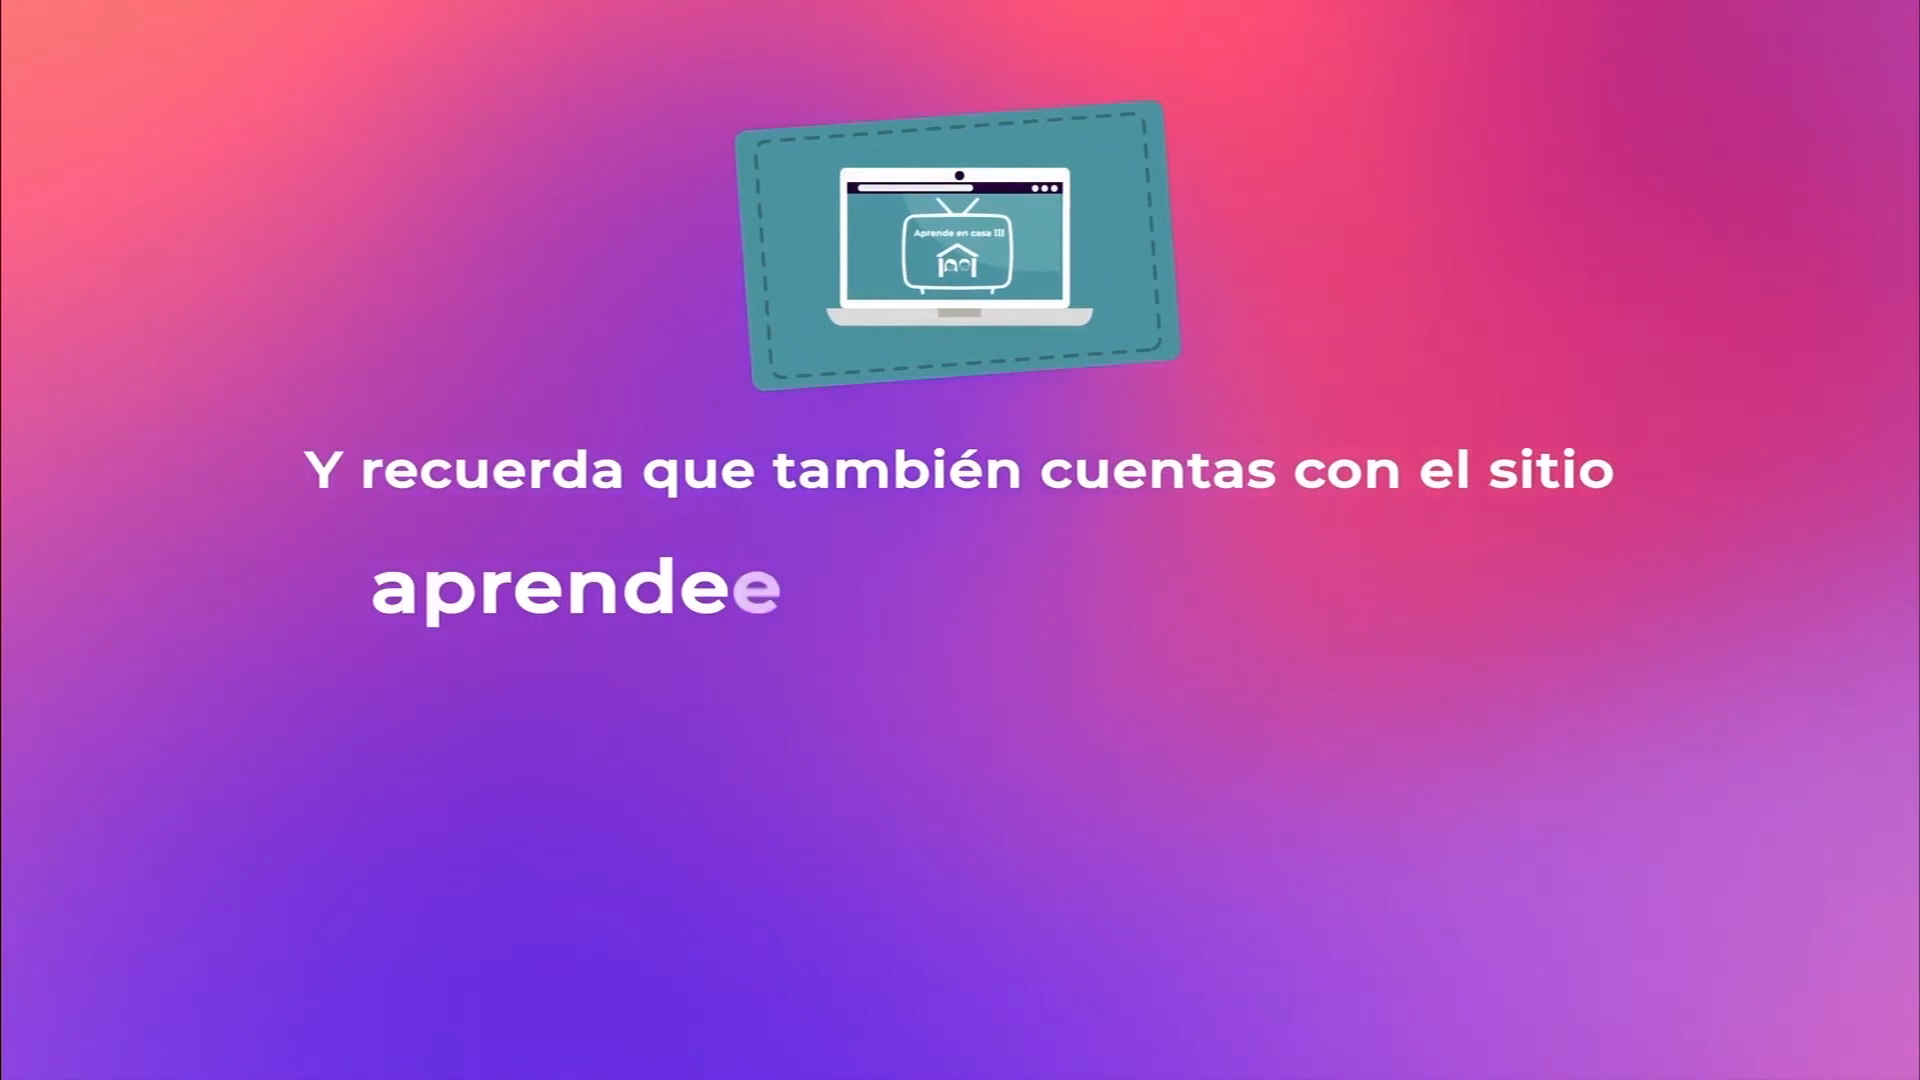 Aprende en casa III
Y recuerda que también cuentas con el sitio
aprendee